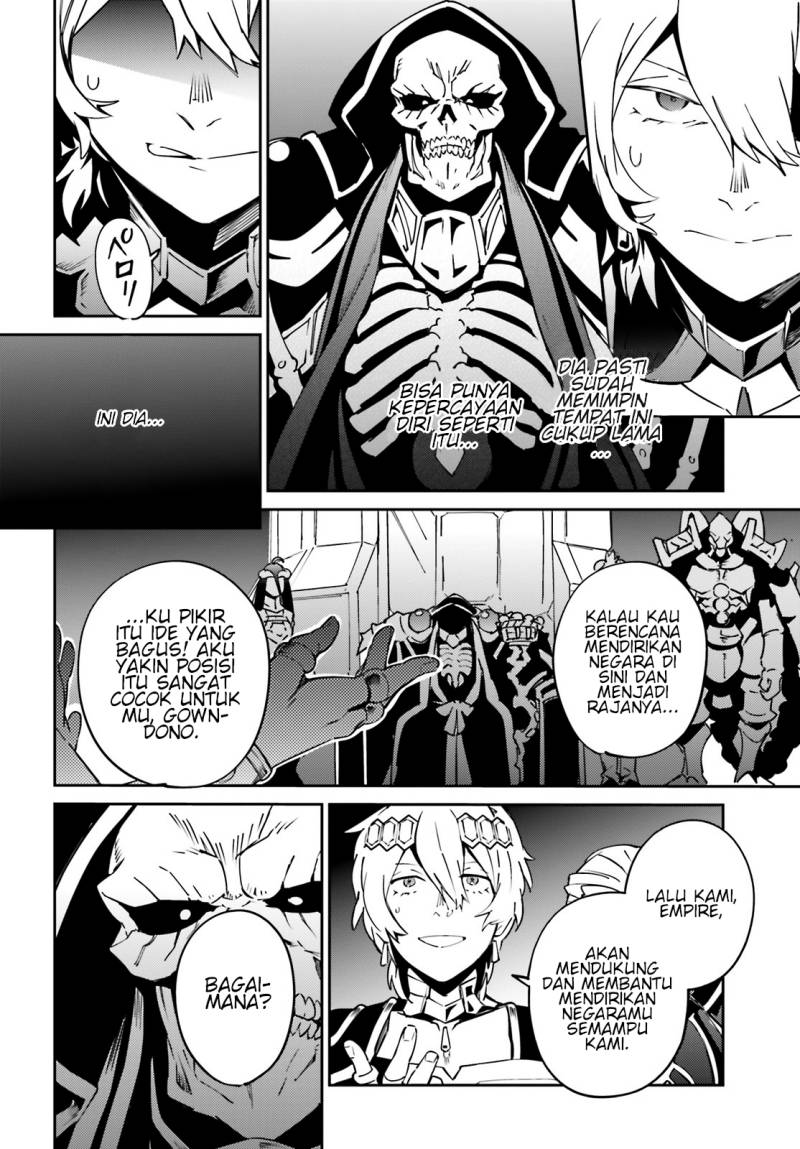 DIA PASTI
SUDAH
MEMIMPIN
TEMPAT INI
CUKUP LAMA
...
BISA PUNYA
KEPERCAYAAN
DIRI SEPERTI
ITU...
ペロリ
INI DIA...
KALAU KAU
BERENCANA
MENDIRIKAN
NEGARA DI
SINI DAN
MENJADI
RAJANYA...
...KU PIKIR
ITU IDE YANG
BAGUS! AKU
YAKIN POSISI
ITU SANGAT
COCOK UNTUK
MU, GOWN-
DONO.
LALU KAMI,
EMPIRE,
AKAN
MENDUKUNG
DAN MEMBANTU
MENDIRIKAN
NEGARAMU
SEMAMPU
KAMI.
BAGAI-
MANA?